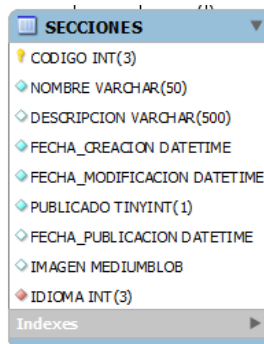 SECCIONES
CODIGO INT(3)
NOMBRE VARCHAR(50)
DESCRIPCION VARCHAR(500)
FECHA_CREACION DATETIME
FECHA_MODIFICACION DATETIME
PUBLICADO TINYINT(1)
FECHA_PUBLICACION DATETIME
IMAGEN MEDIUMBLOB
IDIOMA INT(3)
Indexes